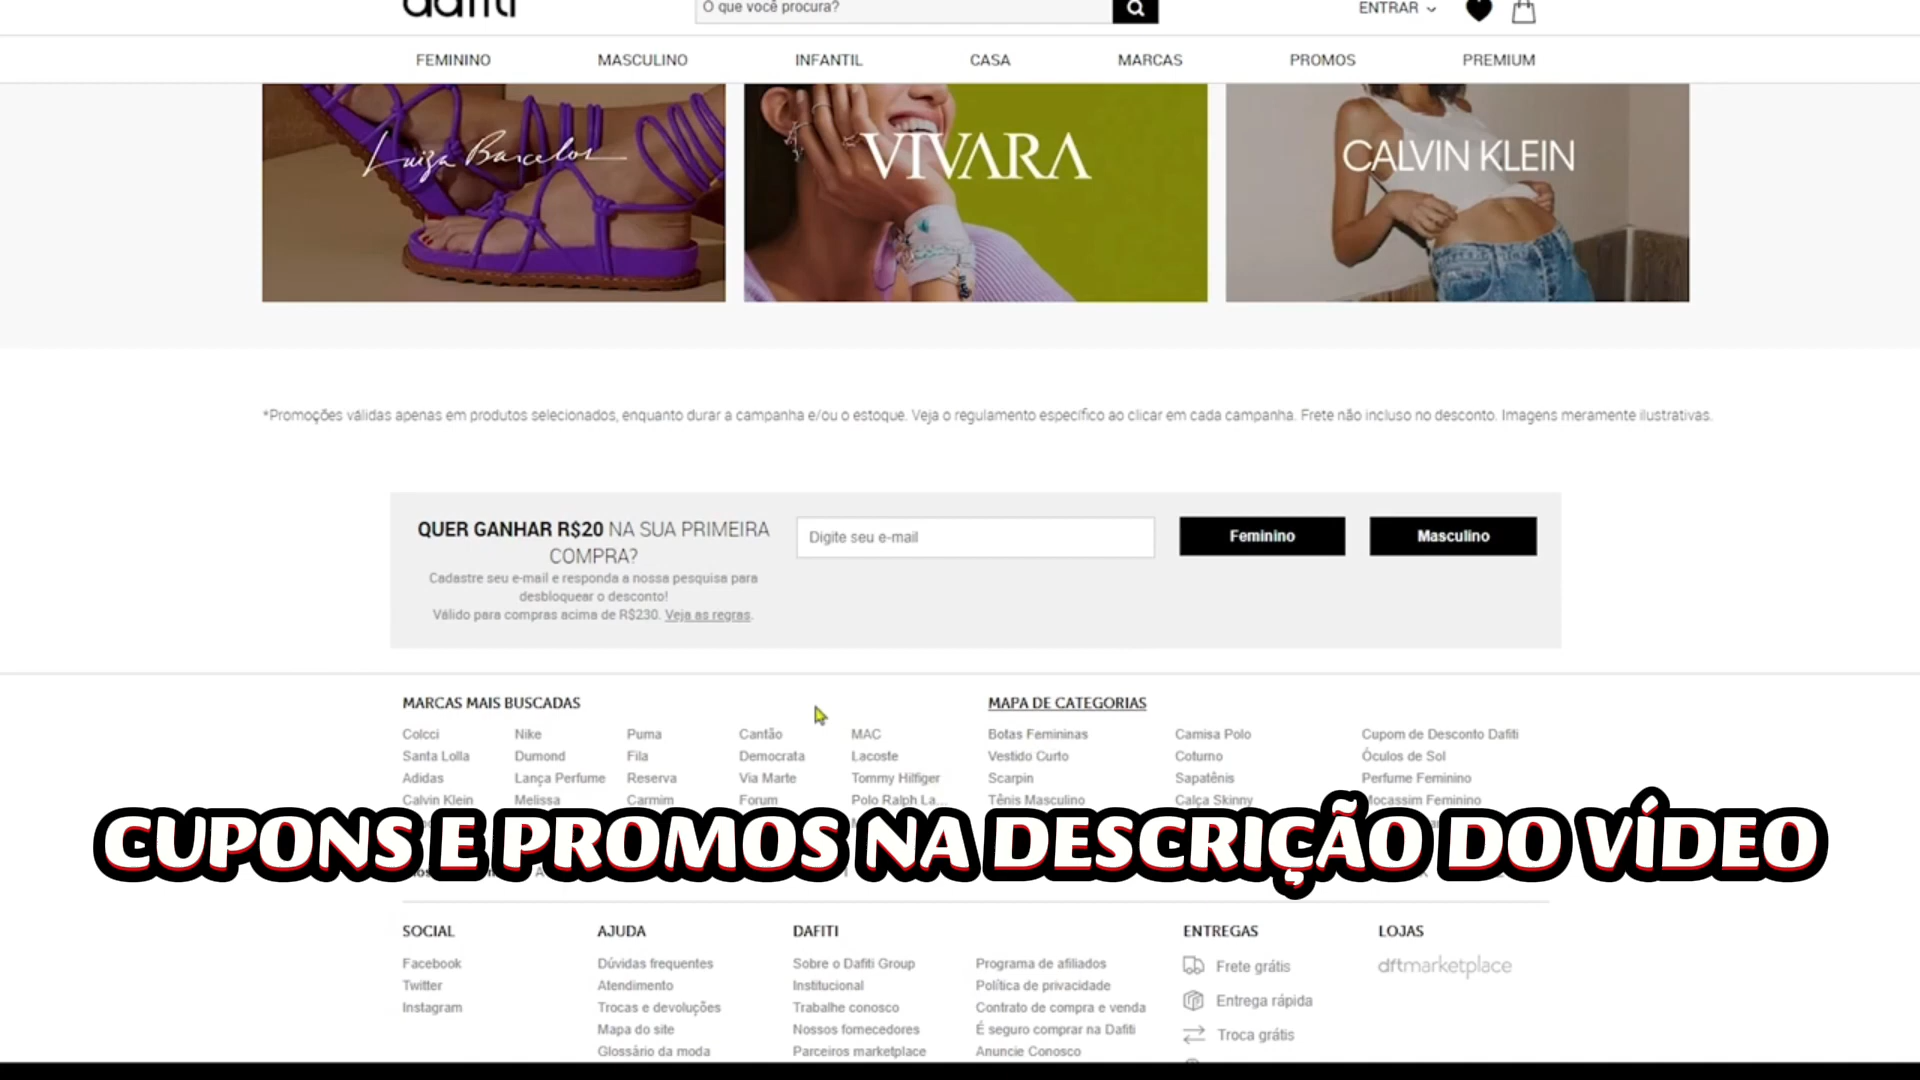 dafiti
O que você procura?
ENTRAR
FEMININO MASCULINO INFANTIL CASA MARCAS PROMOS PREMIUM
Luiza Barcelos
VIVARA
CALVIN KLEIN
*Promoções válidas apenas em produtos selecionados, enquanto durar a campanha e/ou o estoque. Veja o regulamento específico ao clicar em cada campanha. Frete não incluso no desconto. Imagens meramente ilustrativas.
QUER GANHAR R$20 NA SUA PRIMEIRA
COMPRA?
Cadastre seu e-mail e responda a nossa pesquisa para
desbloquear o desconto!
Válido para compras acima de R$230. Veja as regras.
Digite seu e-mail
Feminino
Masculino
MARCAS MAIS BUSCADAS
Colcci Nike Puma Cantão MAC
Santa Lolla Dumond Fila Democrata Lacoste
Adidas Lança Perfume Reserva Via Marte Tommy Hilfiger
Calvin Klein Melissa Carmim Forum Polo Ralph La...
MAPA DE CATEGORIAS
Botas Femininas Camisa Polo Cupom de Desconto Dafiti
Vestido Curto Coturno Óculos de Sol
Scarpin Sapatênis Perfume Feminino
Tênis Masculino Calça Skinny Mocassim Feminino
CUPONS E PROMOS NA DESCRIÇÃO DO VÍDEO
SOCIAL
Facebook
Twitter
Instagram
AJUDA
Dúvidas frequentes
Atendimento
Trocas e devoluções
Mapa do site
Glossário da moda
DAFITI
Sobre o Dafiti Group
Institucional
Trabalhe conosco
Nossos fornecedores
Parceiros marketplace
Programa de afiliados
Política de privacidade
Contrato de compra e venda
É seguro comprar na Dafiti
Anuncie Conosco
ENTREGAS
Frete grátis
Entrega rápida
Troca grátis
LOJAS
dftmarketplace